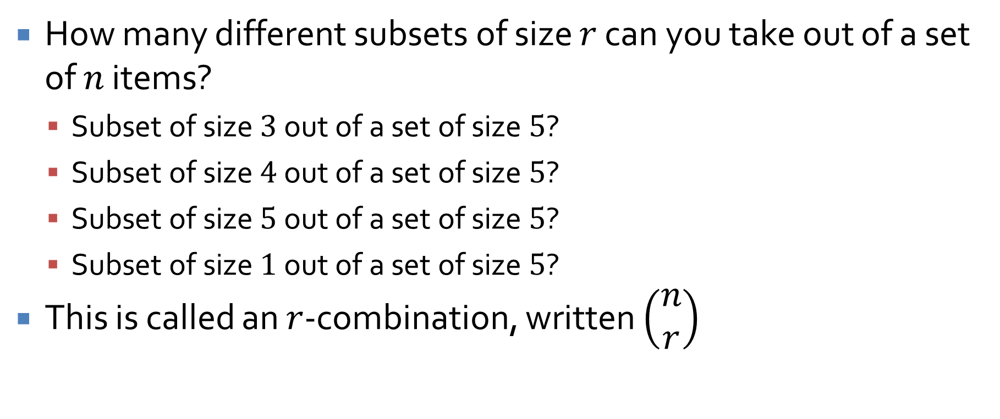 How many different subsets of size r can you take out of a set
of n items?
Subset of size 3 out of a set of size 5?
Subset of size 4 out of a set of size 5?
Subset of size 5 out of a set of size 5?
Subset of size 1 out of a set of size 5?
This is called an r-combination, written (n r)